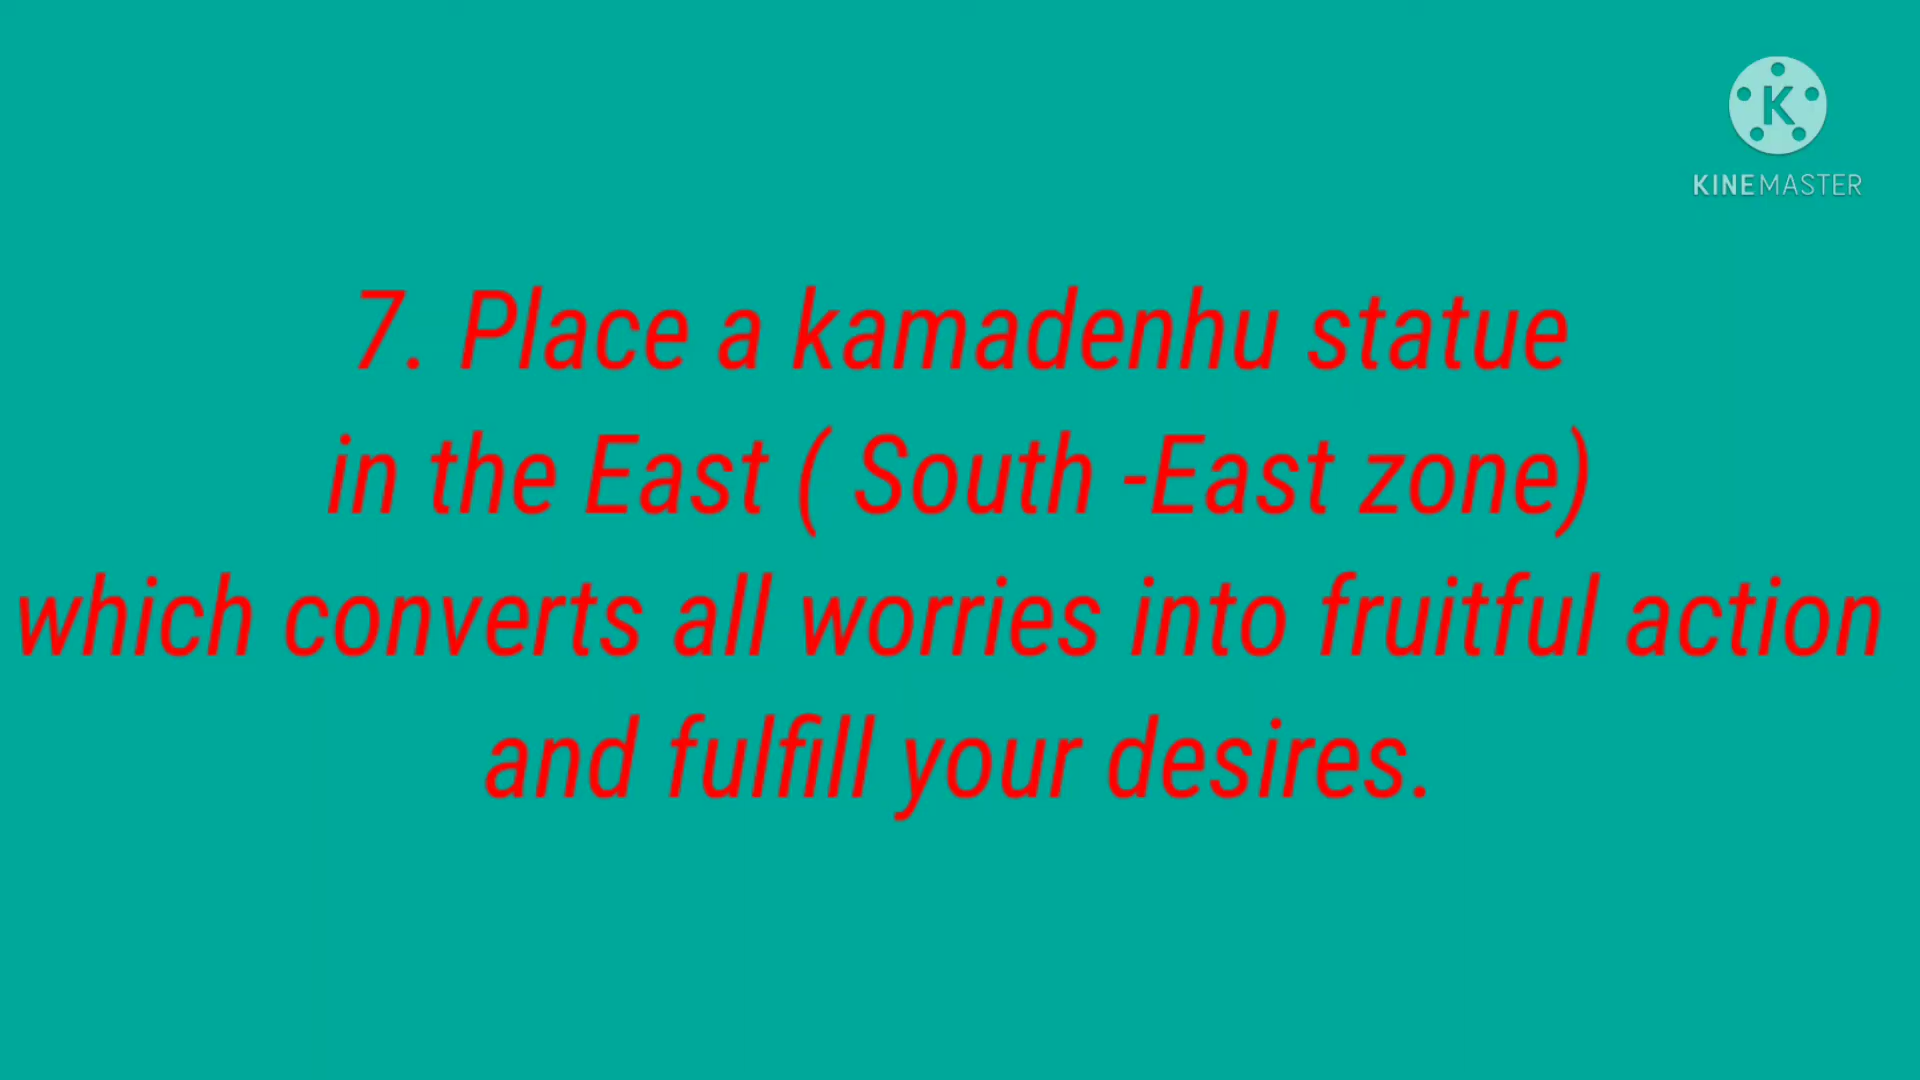 K
KINEMASTER
7. Place a kamadenhu statue
in the East ( South -East zone)
which converts all worries into fruitful action
and fulfill your desires.